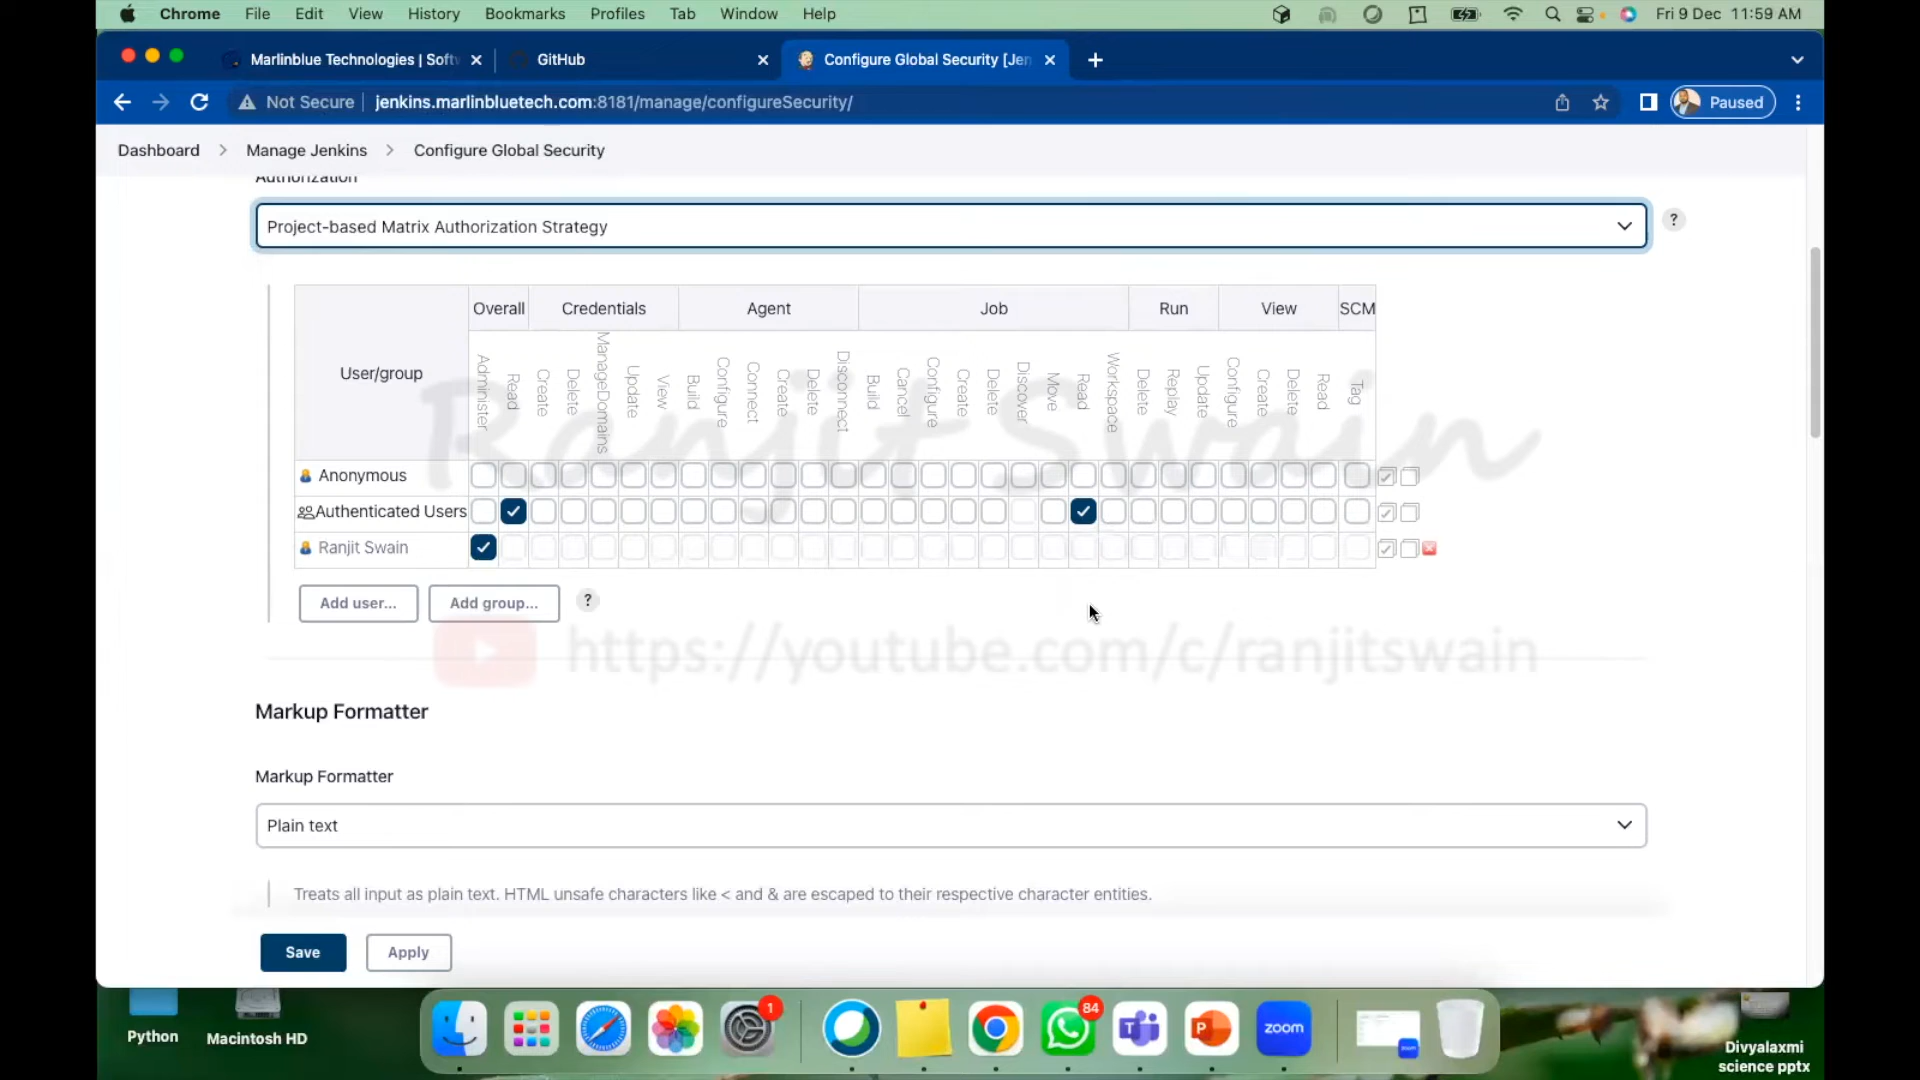 Chrome File Edit View History Bookmarks Profiles Tab Window Help Fri 9 Dec 11:59 AM
Marlinblue Technologies | Softw GitHub Configure Global Security [Jen
Not Secure jenkins.marlinbluetech.com:8181/manage/configureSecurity/ Paused
Dashboard Manage Jenkins Configure Global Security
Authorization
Project-based Matrix Authorization Strategy ?
User/group Overall Credentials Agent Job Run View SCM
Administer Read Create Delete ManageDomains Update View Build Configure Connect Create Delete Disconnect Build Cancel Configure Create Delete Discover Move Read Workspace Delete Replay Update Configure Create Delete Read Tag
Ranjit Swain
Anonymous
Authenticated Users
Ranjit Swain
Add user... Add group... ?
https://youtube.com/c/ranjitswain
Markup Formatter
Markup Formatter
Plain text
Treats all input as plain text. HTML unsafe characters like < and & are escaped to their respective character entities.
Save Apply
1 84
zoom
Python Macintosh HD
Divyalaxmi
science pptx